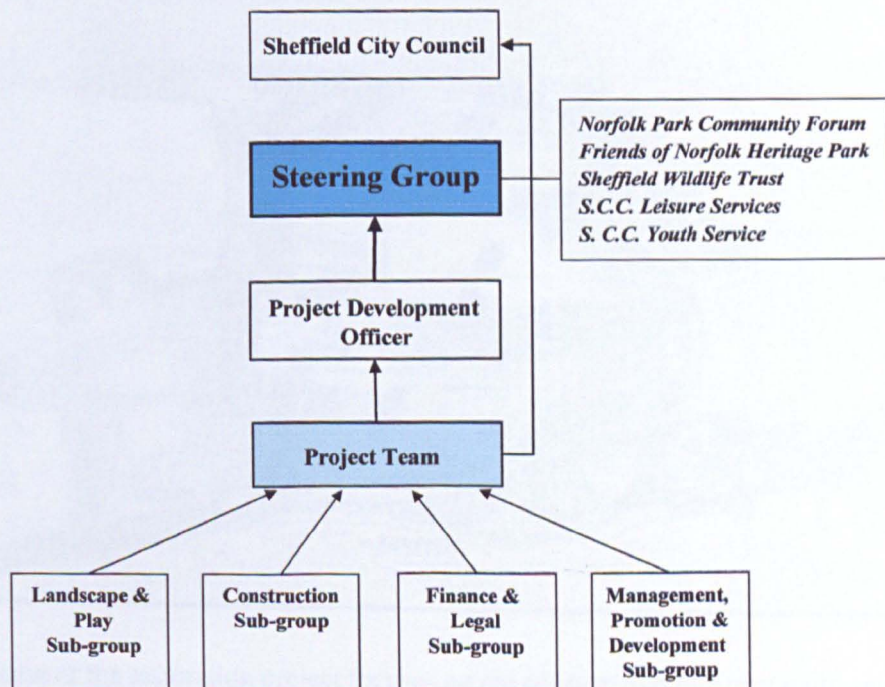 Sheffield City Council
Norfolk Park Community Forum
Friends of Norfolk Heritage Park
Sheffield Wildlife Trust
S.C.C. Leisure Services
S. C.C. Youth Service
Steering Group
Project Development
Officer
Project Team
Landscape &
Play
Sub-group
Construction
Sub-group
Finance &
Legal
Sub-group
Management,
Promotion &
Development
Sub-group